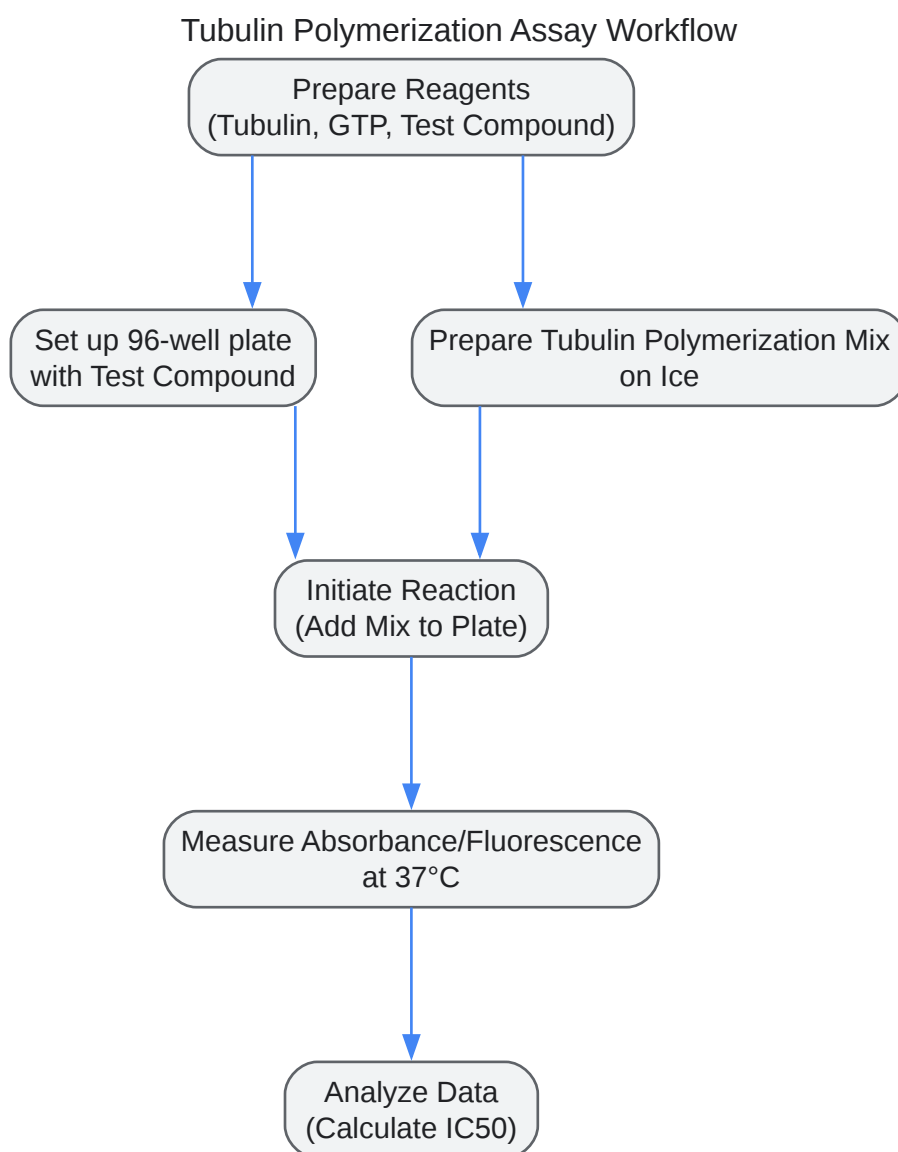 Tubulin Polymerization Assay Workflow
Prepare Reagents
(Tubulin, GTP, Test Compound)
Set up 96-well plate
with Test Compound
Prepare Tubulin Polymerization Mix
on Ice
Initiate Reaction
(Add Mix to Plate)
Measure Absorbance/Fluorescence
at 37°C
Analyze Data
(Calculate IC50)